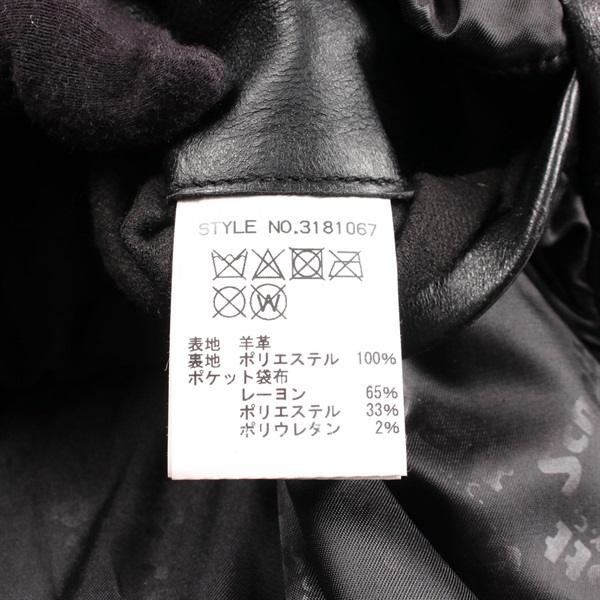 STYLE NO.3181067
W
表地 羊革
裏地 ポリエステル 100%
ポケット袋布
レーヨン 65%
ポリエステル 33%
ポリウレタン 2%